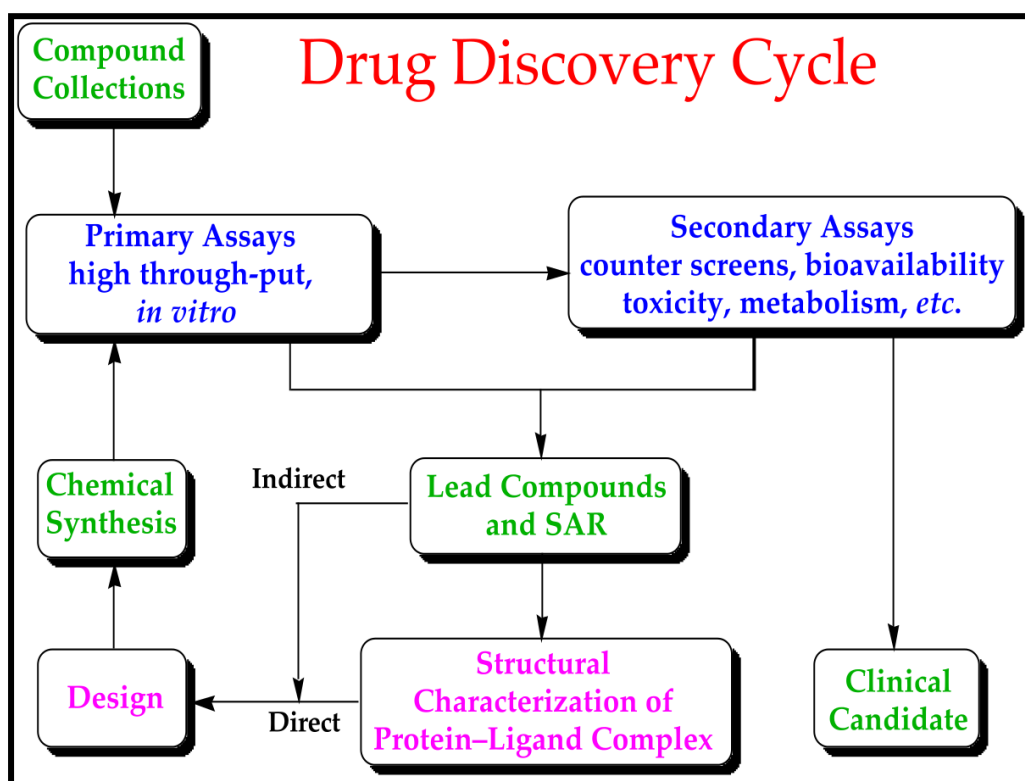 Compound
Collections
Drug Discovery Cycle
Primary Assays
high through-put,
in vitro
Secondary Assays
counter screens, bioavailability
toxicity, metabolism, etc.
Chemical
Synthesis
Indirect
Lead Compounds
and SAR
Design
Direct
Structural
Characterization of
Protein–Ligand Complex
Clinical
Candidate